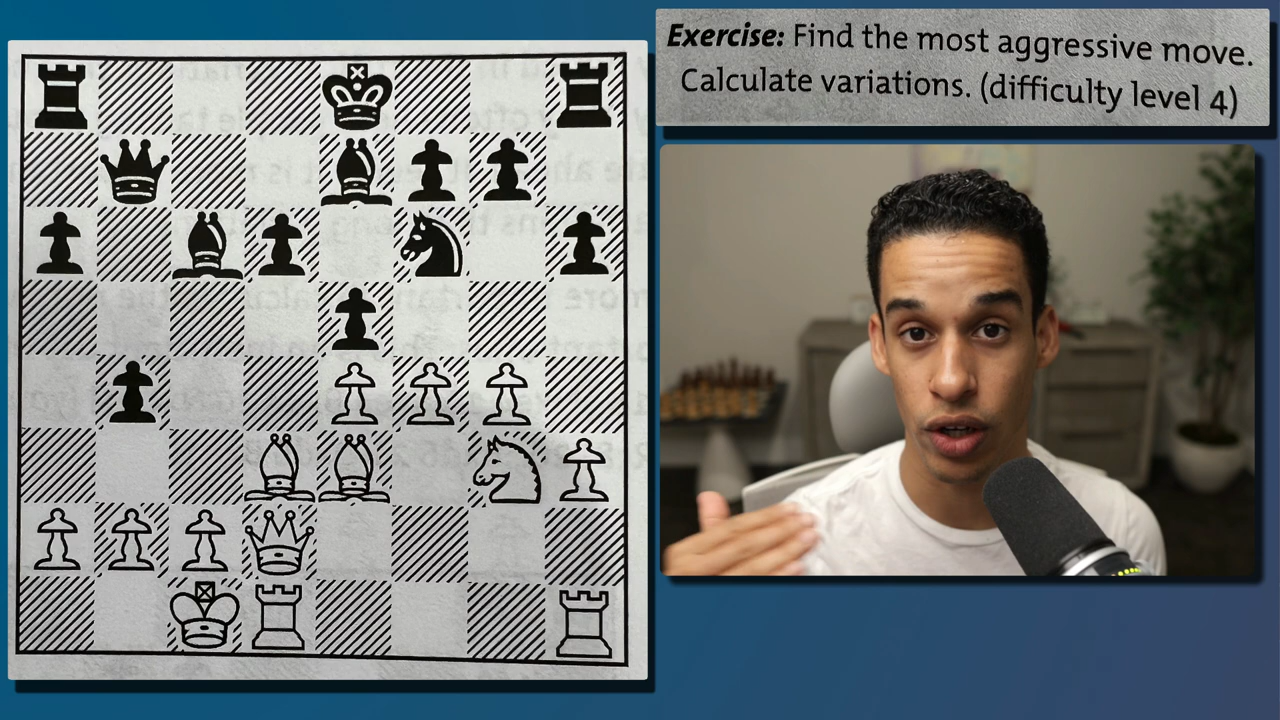 Exercise: Find the most aggressive move.
Calculate variations. (difficulty level 4)